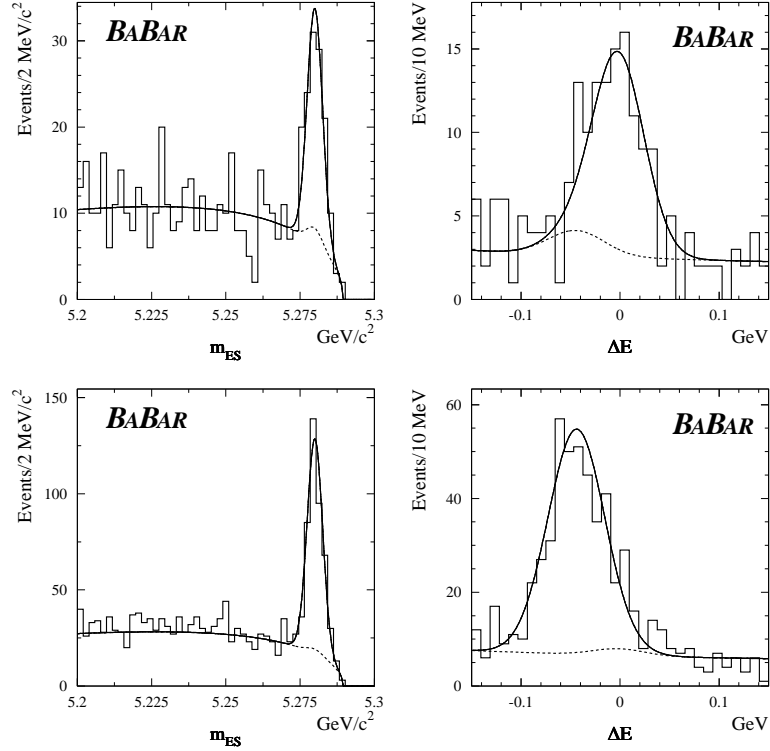 BABAR
Events/2 MeV/c²
30
20
10
0
5.2 5.225 5.25 5.275 5.3
GeV/c²
mES
BABAR
Events/10 MeV
15
10
5
0
-0.1 0 0.1
GeV
ΔE
BABAR
Events/2 MeV/c²
150
100
50
0
5.2 5.225 5.25 5.275 5.3
GeV/c²
mES
BABAR
Events/10 MeV
60
40
20
0
-0.1 0 0.1
GeV
ΔE